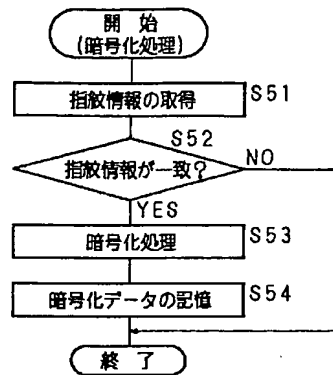 開 始
(暗号化処理)
指紋情報の取得 S51
S52
指紋情報が一致? NO
YES
暗号化処理 S53
暗号化データの記憶 S54
終 了